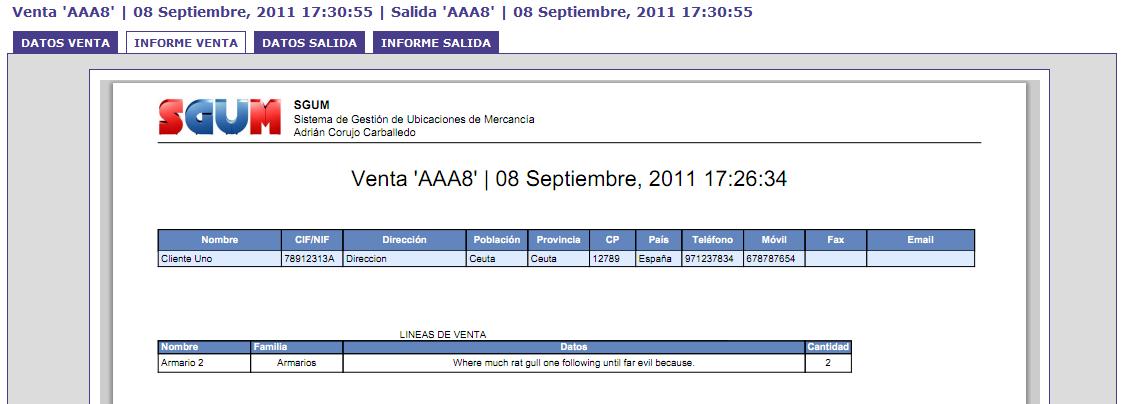 Venta 'AAA8' | 08 Septiembre, 2011 17:30:55 | Salida 'AAA8' | 08 Septiembre, 2011 17:30:55
DATOS VENTA INFORME VENTA DATOS SALIDA INFORME SALIDA
SGUM SGUM
Sistema de Gestión de Ubicaciones de Mercancia
Adrián Corujo Carballedo
Venta 'AAA8' | 08 Septiembre, 2011 17:26:34
Nombre CIF/NIF Dirección Población Provincia CP País Teléfono Móvil Fax Email
Cliente Uno 78912313A Direccion Ceuta Ceuta 12789 España 971237834 678787654
LINEAS DE VENTA
Nombre Familia Datos Cantidad
Armario 2 Armarios Where much rat gull one following until far evil because. 2